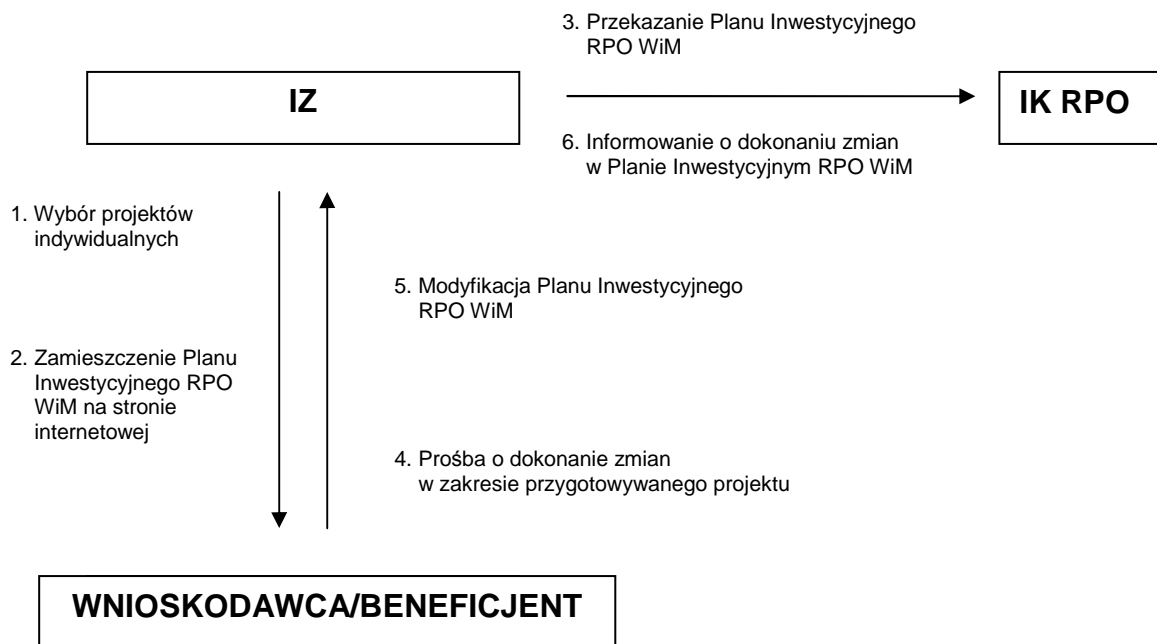 3. Przekazanie Planu Inwestycyjnego
RPO WiM
IZ
IK RPO
6. Informowanie o dokonaniu zmian
w Planie Inwestycyjnym RPO WiM
1. Wybór projektów
indywidualnych
5. Modyfikacja Planu Inwestycyjnego
RPO WiM
2. Zamieszczenie Planu
Inwestycyjnego RPO
WiM na stronie
internetowej
4. Prośba o dokonanie zmian
w zakresie przygotowywanego projektu
WNIOSKODAWCA/BENEFICJENT